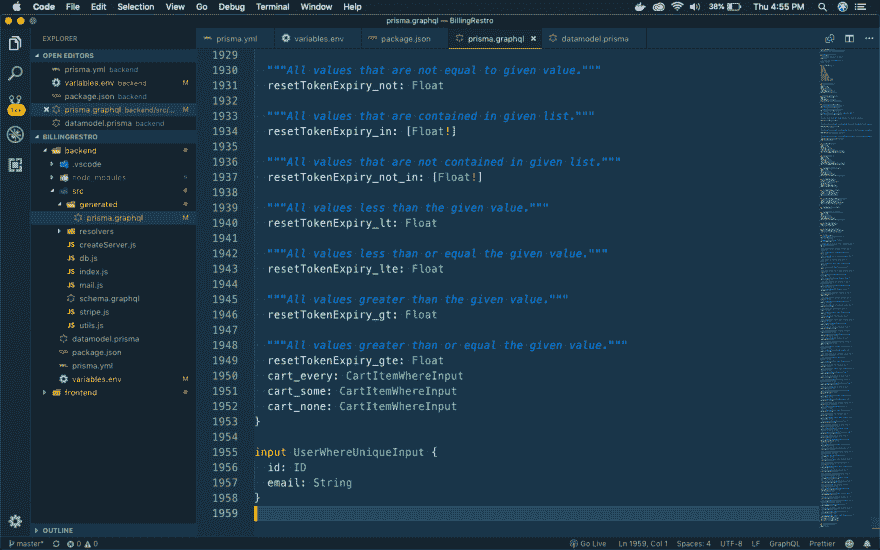 Code File Edit Selection View Go Debug Terminal Window Help 38% Thu 4:55 PM
prisma.graphql — BillingRestro
EXPLORER
OPEN EDITORS
prisma.yml backend
variables.env backend M
package.json backend
prisma.graphql backend/src/... M
datamodel.prisma backend
BILLINGRESTRO
backend
.vscode
node_modules
src
generated
prisma.graphql M
resolvers
createServer.js
db.js
index.js
mail.js
schema.graphql
stripe.js
utils.js
datamodel.prisma
package.json
prisma.yml
variables.env M
frontend
OUTLINE
prisma.yml variables.env package.json prisma.graphql datamodel.prisma
1929
1930 """All values that are not equal to given value."""
1931 resetTokenExpiry_not: Float
1932
1933 """All values that are contained in given list."""
1934 resetTokenExpiry_in: [Float!]
1935
1936 """All values that are not contained in given list."""
1937 resetTokenExpiry_not_in: [Float!]
1938
1939 """All values less than the given value."""
1940 resetTokenExpiry_lt: Float
1941
1942 """All values less than or equal the given value."""
1943 resetTokenExpiry_lte: Float
1944
1945 """All values greater than the given value."""
1946 resetTokenExpiry_gt: Float
1947
1948 """All values greater than or equal the given value."""
1949 resetTokenExpiry_gte: Float
1950 cart_every: CartItemWhereInput
1951 cart_some: CartItemWhereInput
1952 cart_none: CartItemWhereInput
1953 }
1954
1955 input UserWhereUniqueInput {
1956 id: ID
1957 email: String
1958 }
1959
master* 0 0 Go Live Ln 1959, Col 1 Spaces: 4 UTF-8 LF GraphQL Prettier